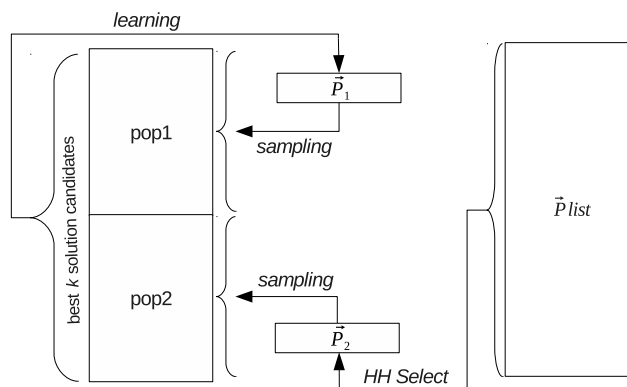 learning
P⃗₁
pop1
sampling
best k solution candidates
P⃗ list
pop2
sampling
P⃗₂
HH Select